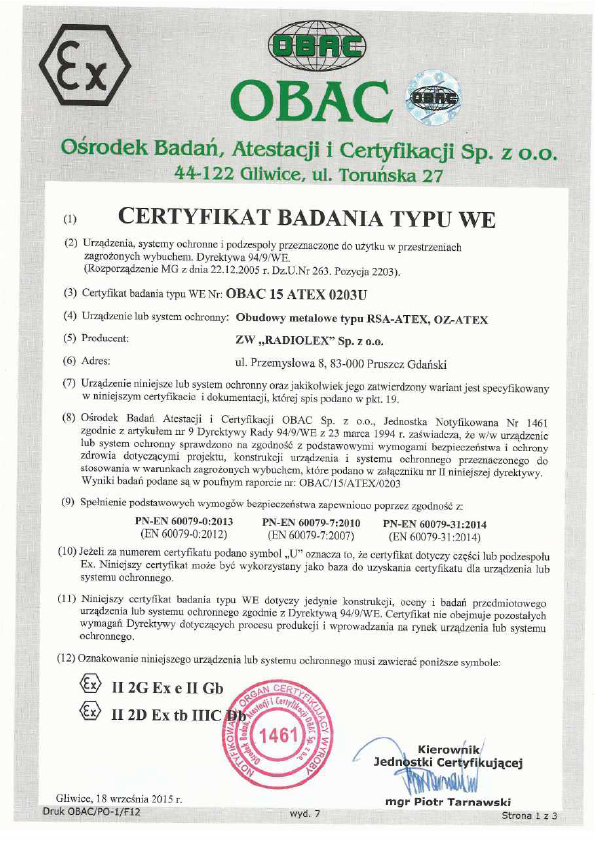 Ex
OBAC
OBAC
OBAC
Ośrodek Badań, Atestacji i Certyfikacji Sp. z o.o.
44-122 Gliwice, ul. Toruńska 27
(1) CERTYFIKAT BADANIA TYPU WE
(2) Urządzenia, systemy ochronne i podzespoły przeznaczone do użytku w przestrzeniach
zagrożonych wybuchem. Dyrektywa 94/9/WE.
(Rozporządzenie MG z dnia 22.12.2005 r. Dz.U.Nr 263. Pozycja 2203).
(3) Certyfikat badania typu WE Nr: OBAC 15 ATEX 0203U
(4) Urządzenie lub system ochronny: Obudowy metalowe typu RSA-ATEX, OZ-ATEX
(5) Producent: ZW „RADIOLEX” Sp. z o.o.
(6) Adres: ul. Przemysłowa 8, 83-000 Pruszcz Gdański
(7) Urządzenie niniejsze lub system ochronny oraz jakikolwiek jego zatwierdzony wariant jest specyfikowany
w niniejszym certyfikacie i dokumentacji, której spis podano w pkt. 19.
(8) Ośrodek Badań Atestacji i Certyfikacji OBAC Sp. z o.o., Jednostka Notyfikowana Nr 1461
zgodnie z artykułem nr 9 Dyrektywy Rady 94/9/WE z 23 marca 1994 r. zaświadcza, że w/w urządzenie
lub system ochronny sprawdzono na zgodność z podstawowymi wymogami bezpieczeństwa i ochrony
zdrowia dotyczącymi projektu, konstrukcji urządzenia i systemu ochronnego przeznaczonego do
stosowania w warunkach zagrożonych wybuchem, które podano w załączniku nr II niniejszej dyrektywy.
Wyniki badań podane są w poufnym raporcie nr: OBAC/15/ATEX/0203
(9) Spełnienie podstawowych wymogów bezpieczeństwa zapewniono poprzez zgodność z:
PN-EN 60079-0:2013 PN-EN 60079-7:2010 PN-EN 60079-31:2014
(EN 60079-0:2012) (EN 60079-7:2007) (EN 60079-31:2014)
(10) Jeżeli za numerem certyfikatu podano symbol „U” oznacza to, że certyfikat dotyczy części lub podzespołu
Ex. Niniejszy certyfikat może być wykorzystany jako baza do uzyskania certyfikatu dla urządzenia lub
systemu ochronnego.
(11) Niniejszy certyfikat badania typu WE dotyczy jedynie konstrukcji, oceny i badań przedmiotowego
urządzenia lub systemu ochronnego zgodnie z Dyrektywą 94/9/WE. Certyfikat nie obejmuje pozostałych
wymagań Dyrektywy dotyczących procesu produkcji i wprowadzania na rynek urządzenia lub systemu
ochronnego.
(12) Oznakowanie niniejszego urządzenia lub systemu ochronnego musi zawierać poniższe symbole:
Ex II 2G Ex e II Gb
Ex II 2D Ex tb IIIC Db
NOTYFIKOWANY ORGAN CERTYFIKUJĄCY WYROBY
Ośrodek Badań, Atestacji i Certyfikacji OBAC Sp. z o.o.
1461
Kierownik
Jednostki Certyfikującej
mgr Piotr Tarnawski
Gliwice, 18 września 2015 r.
Druk OBAC/PO-1/F12 wyd. 7 Strona 1 z 3